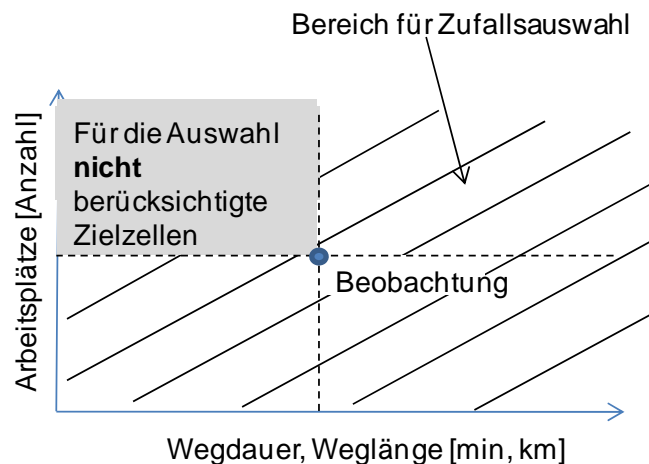 Bereich für Zufallsauswahl
Für die Auswahl
nicht
berücksichtigte
Zielzellen
Arbeitsplätze [Anzahl]
Beobachtung
Wegdauer, Weglänge [min, km]